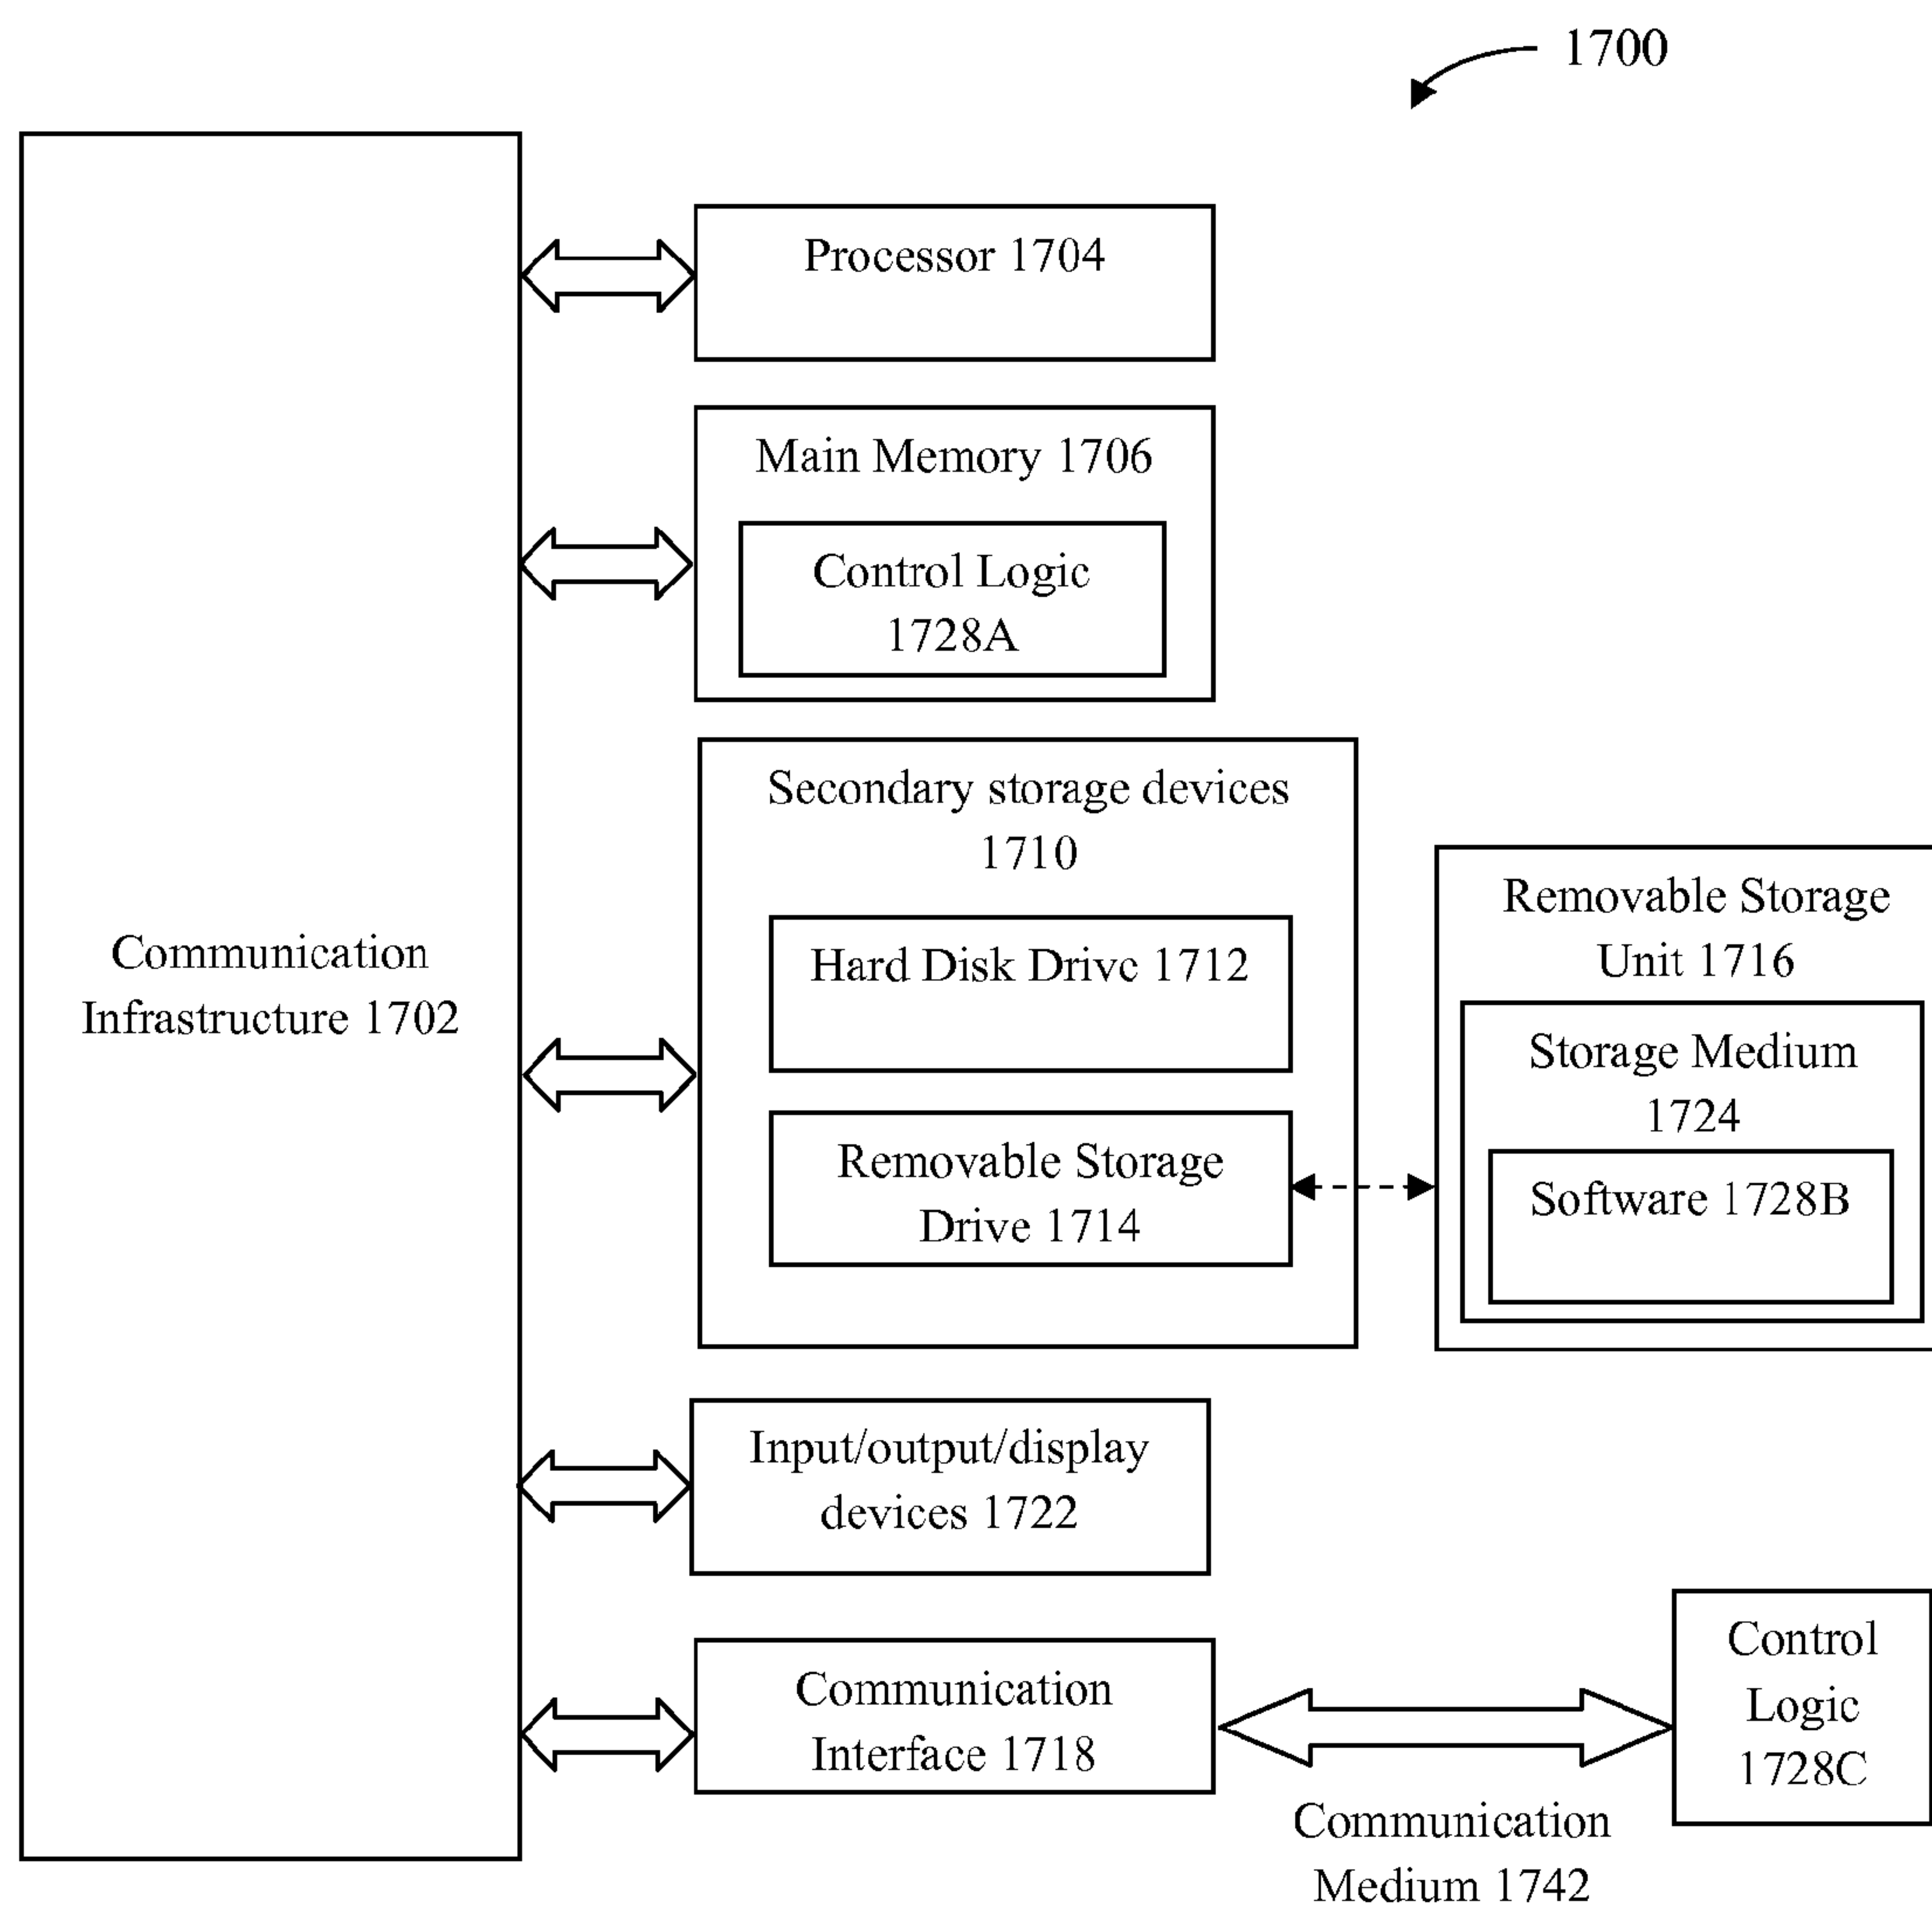 1700
Communication
Infrastructure 1702
Processor 1704
Main Memory 1706
Control Logic
1728A
Secondary storage devices
1710
Hard Disk Drive 1712
Removable Storage
Drive 1714
Removable Storage
Unit 1716
Storage Medium
1724
Software 1728B
Input/output/display
devices 1722
Communication
Interface 1718
Communication
Medium 1742
Control
Logic
1728C